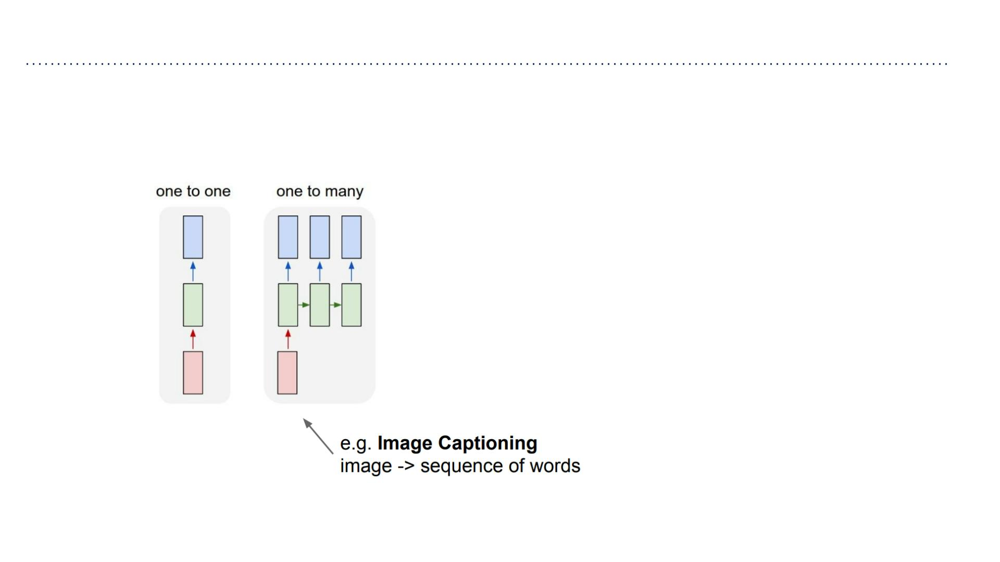 one to one
one to many
e.g. Image Captioning
image -> sequence of words